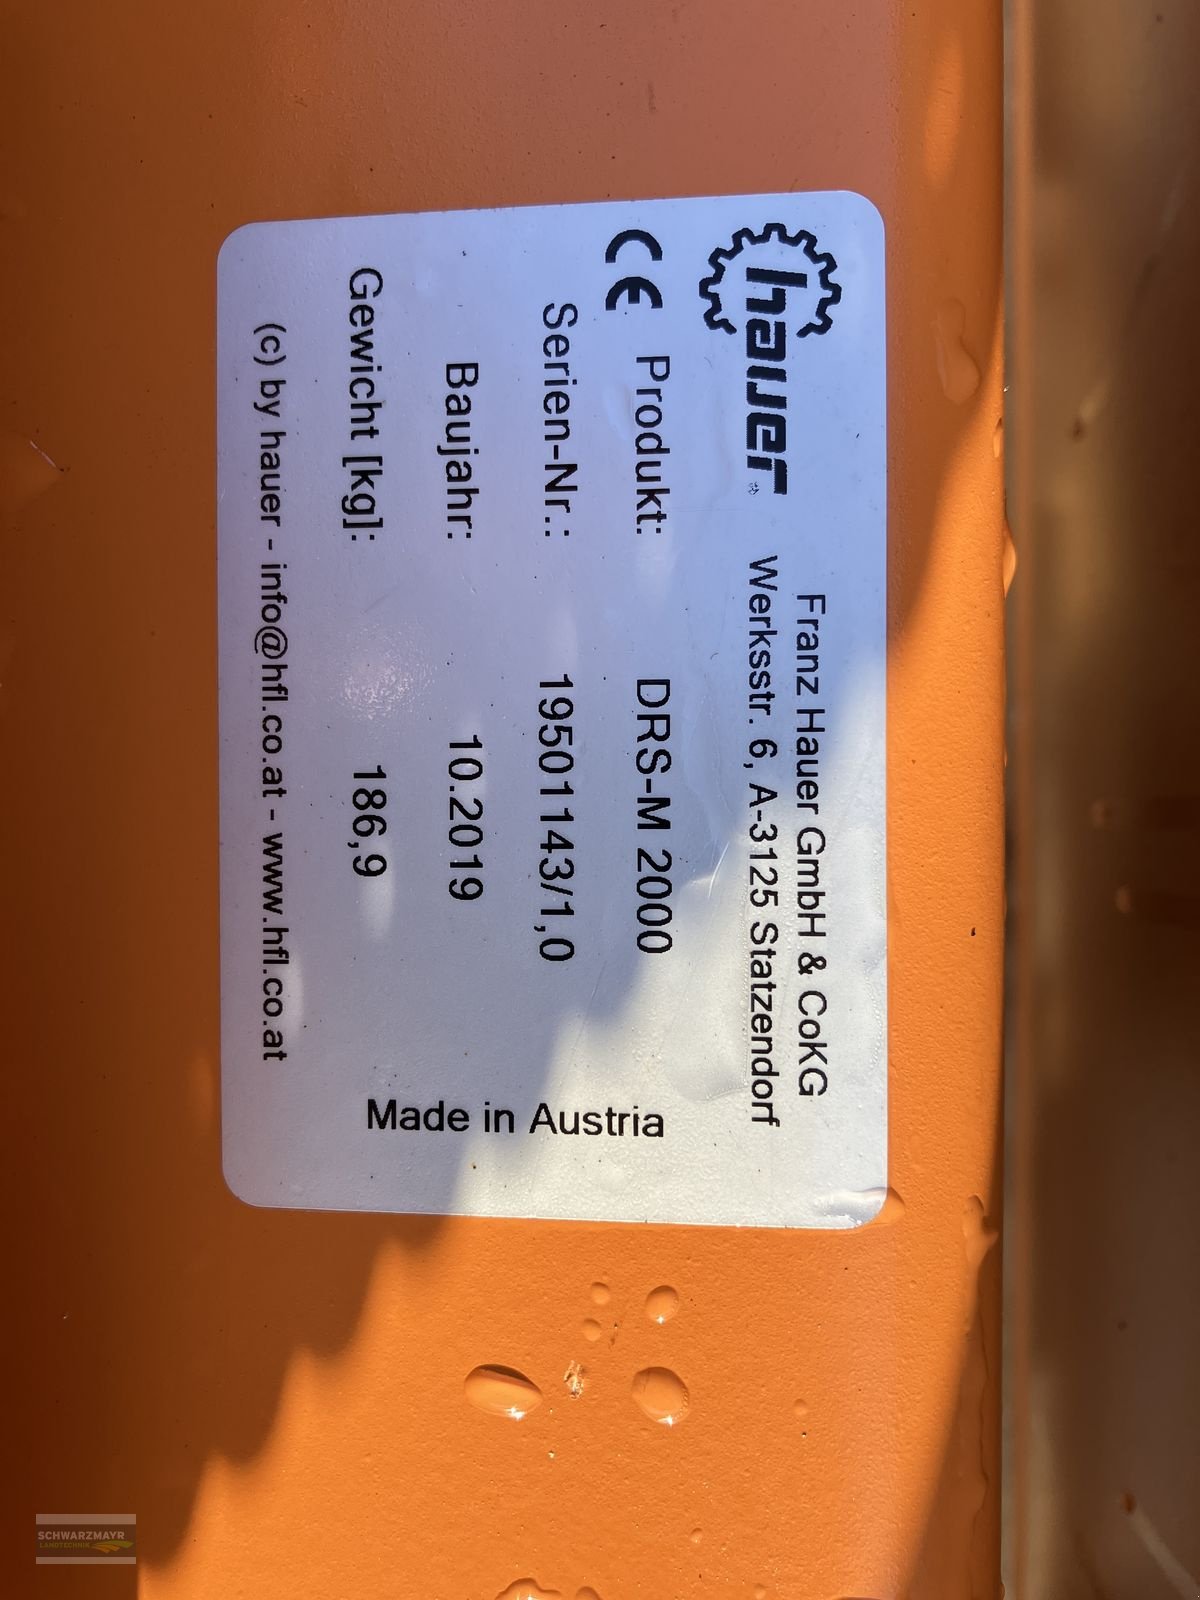 hauer
Franz Hauer GmbH & CoKG
Werksstr. 6, A-3125 Statzendorf
CE Produkt: DRS-M 2000
Serien-Nr.: 19501143/1,0
Baujahr: 10.2019
Gewicht [kg]: 186,9
Made in Austria
(c) by hauer - info@hfl.co.at - www.hfl.co.at
SCHWARZMAYR
LANDTECHNIK